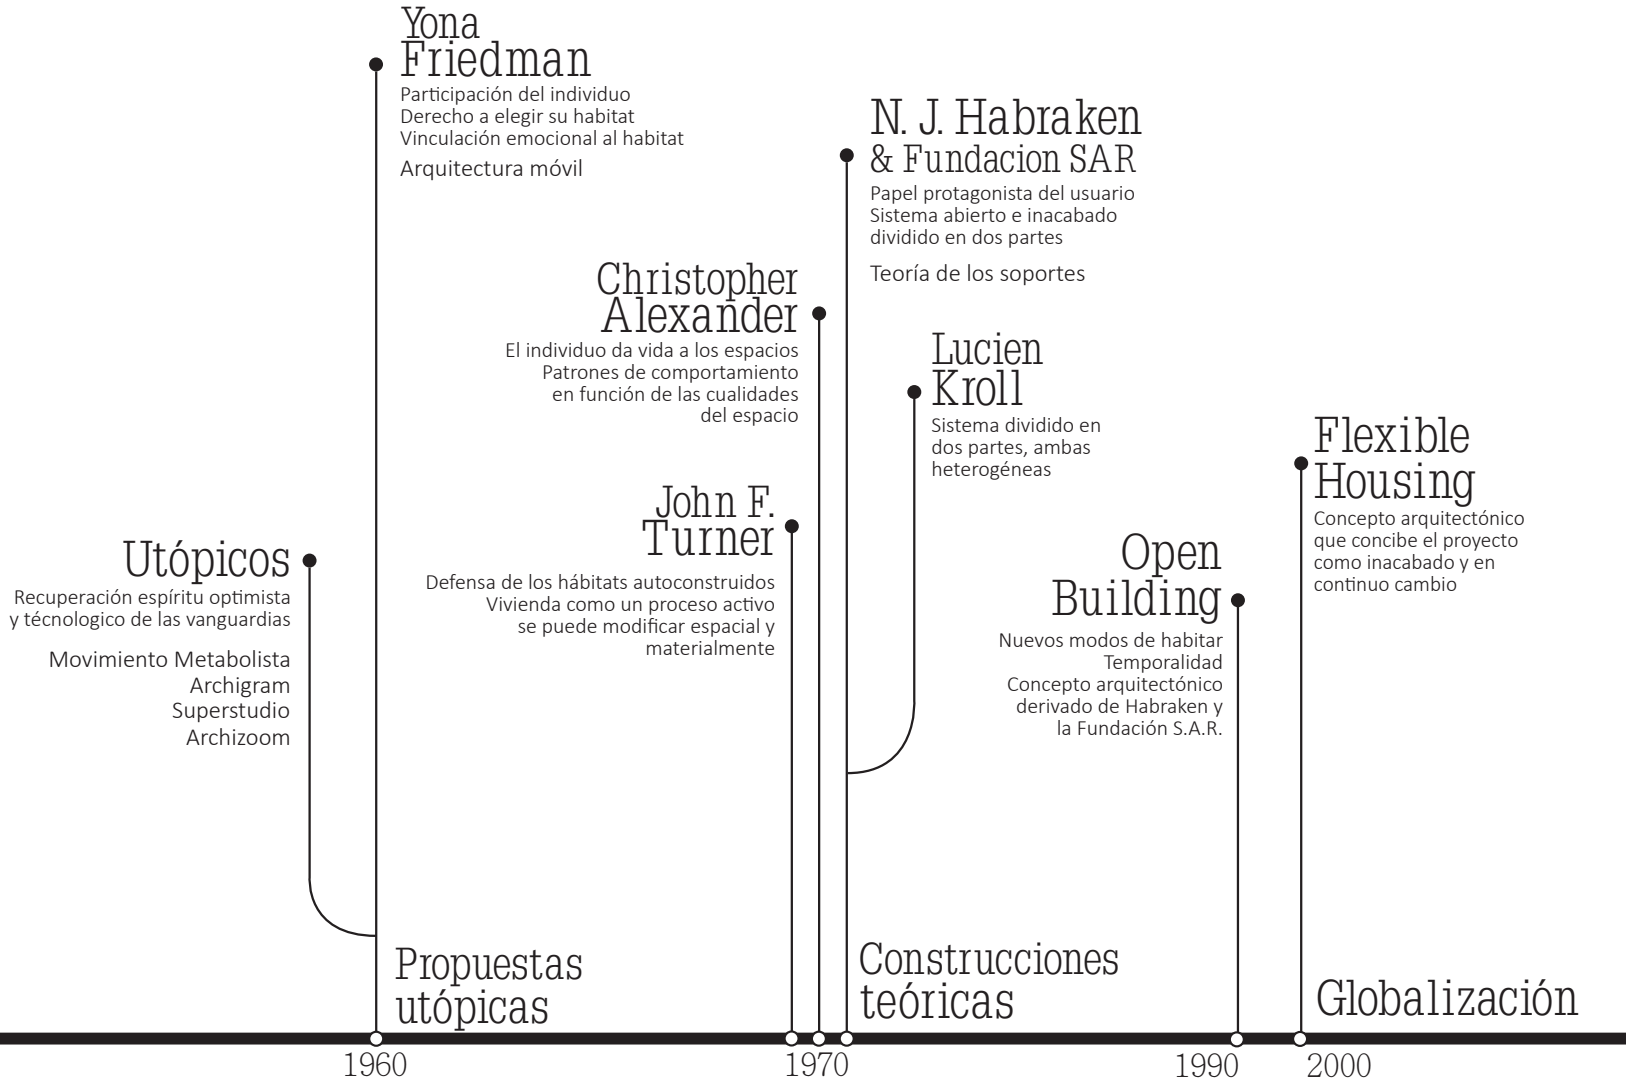 Yona
Friedman
Participación del individuo
Derecho a elegir su habitat
Vinculación emocional al habitat
Arquitectura móvil
N. J. Habraken
& Fundacion SAR
Papel protagonista del usuario
Sistema abierto e inacabado
dividido en dos partes
Teoría de los soportes
Christopher
Alexander
El individuo da vida a los espacios
Patrones de comportamiento
en función de las cualidades
del espacio
Lucien
Kroll
Sistema dividido en
dos partes, ambas
heterogéneas
Flexible
Housing
Concepto arquitectónico
que concibe el proyecto
como inacabado y en
continuo cambio
John F.
Turner
Defensa de los hábitats autoconstruidos
Vivienda como un proceso activo
se puede modificar espacial y
materialmente
Utópicos
Recuperación espíritu optimista
y técnologico de las vanguardias
Movimiento Metabolista
Archigram
Superstudio
Archizoom
Open
Building
Nuevos modos de habitar
Temporalidad
Concepto arquitectónico
derivado de Habraken y
la Fundación S.A.R.
Propuestas
utópicas
Construcciones
teóricas
Globalización
1960
1970
1990
2000